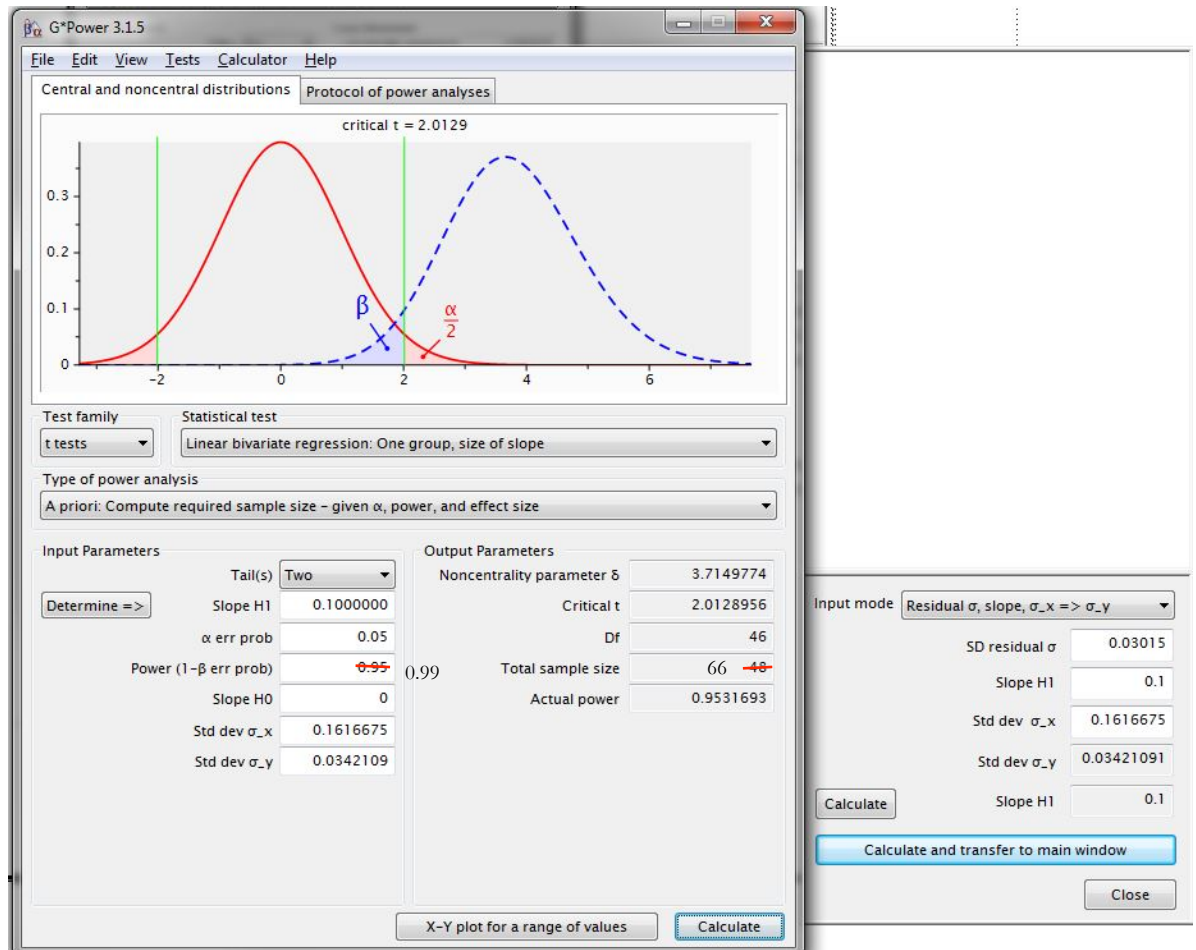 G*Power 3.1.5
File Edit View Tests Calculator Help
Central and noncentral distributions Protocol of power analyses
critical t = 2.0129
0.3
0.2
0.1
0
-2 0 2 4 6
β
α
2
Test family Statistical test
t tests Linear bivariate regression: One group, size of slope
Type of power analysis
A priori: Compute required sample size – given α, power, and effect size
Input Parameters Output Parameters
Tail(s) Two Noncentrality parameter δ 3.7149774
Determine => Slope H1 0.1000000 Critical t 2.0128956
α err prob 0.05 Df 46
Power (1-β err prob) 0.95 0.99 Total sample size 66 48
Slope H0 0 Actual power 0.9531693
Std dev σ_x 0.1616675
Std dev σ_y 0.0342109
X-Y plot for a range of values Calculate
Input mode Residual σ, slope, σ_x => σ_y
SD residual σ 0.03015
Slope H1 0.1
Std dev σ_x 0.1616675
Std dev σ_y 0.03421091
Calculate Slope H1 0.1
Calculate and transfer to main window
Close